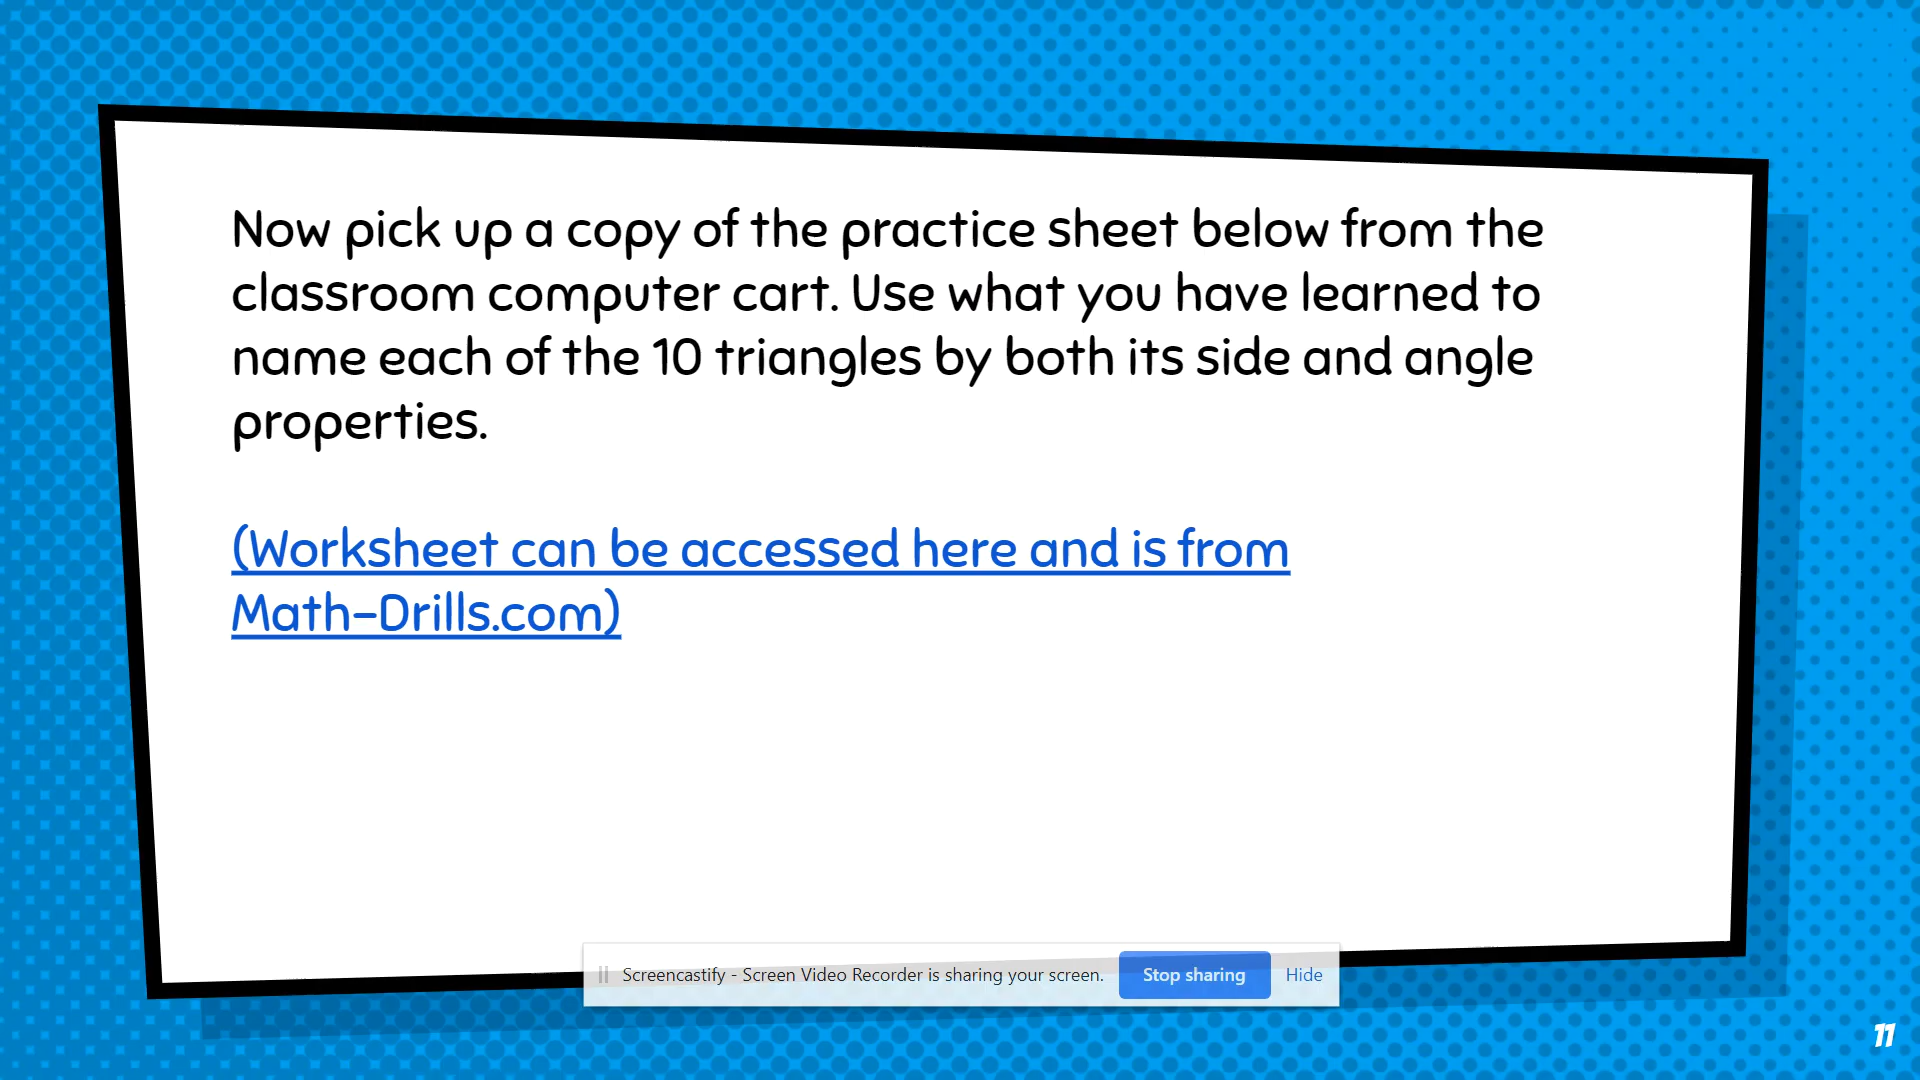 Now pick up a copy of the practice sheet below from the
classroom computer cart. Use what you have learned to
name each of the 10 triangles by both its side and angle
properties.
(Worksheet can be accessed here and is from
Math-Drills.com)
Screencastify - Screen Video Recorder is sharing your screen. Stop sharing Hide
11